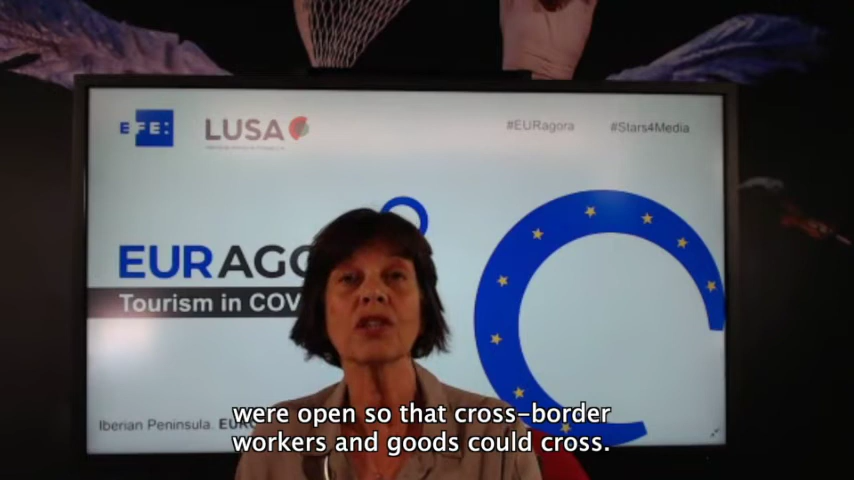 EFE:
LUSA
#EURagora
#Stars4Media
EURAGO
Tourism in COV
Iberian Peninsula. EURO
were open so that cross-border
workers and goods could cross.